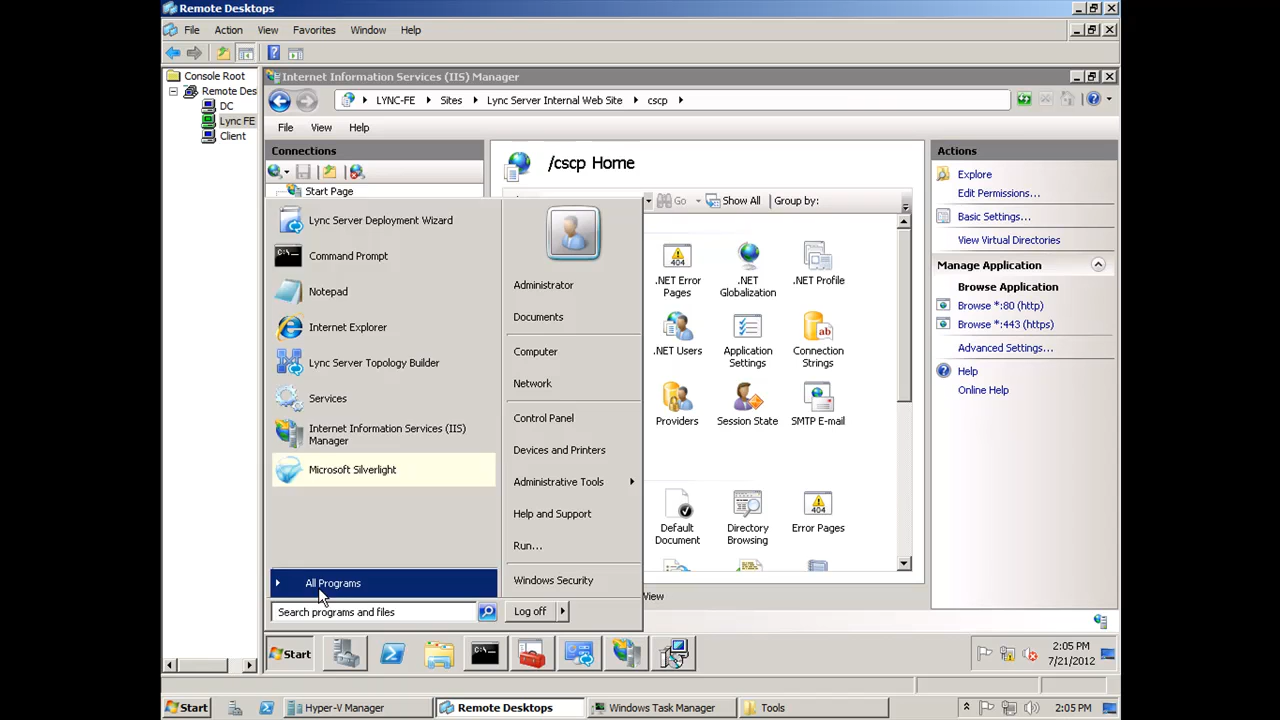 Remote Desktops
File Action View Favorites Window Help
Console Root
Remote Des
DC
Lync FE
Client
Internet Information Services (IIS) Manager
LYNC-FE Sites Lync Server Internal Web Site cscp
File View Help
Connections
Start Page
Lync Server Deployment Wizard
Command Prompt
Notepad
Internet Explorer
Lync Server Topology Builder
Services
Internet Information Services (IIS)
Manager
Microsoft Silverlight
All Programs
Search programs and files
Administrator
Documents
Computer
Network
Control Panel
Devices and Printers
Administrative Tools
Help and Support
Run...
Windows Security
Log off
/cscp Home
Go Show All Group by:
.NET Error
Pages
.NET
Globalization
.NET Profile
.NET Users
Application
Settings
Connection
Strings
Providers
Session State
SMTP E-mail
Default
Document
Directory
Browsing
Error Pages
View
Actions
Explore
Edit Permissions...
Basic Settings...
View Virtual Directories
Manage Application
Browse Application
Browse *:80 (http)
Browse *:443 (https)
Advanced Settings...
Help
Online Help
Start
2:05 PM
7/21/2012
Start Hyper-V Manager Remote Desktops Windows Task Manager Tools 2:05 PM